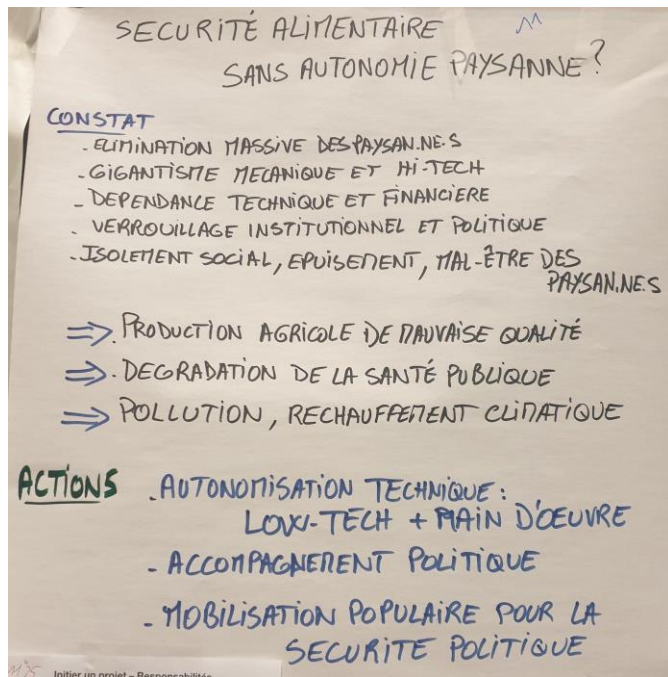 SECURITÉ ALIMENTAIRE
SANS AUTONOMIE PAYSANNE?
CONSTAT
- ELIMINATION MASSIVE DES PAYSAN.NE.S
- GIGANTISME MECANIQUE ET HI-TECH
- DEPENDANCE TECHNIQUE ET FINANCIÈRE
- VERROUILLAGE INSTITUTIONNEL ET POLITIQUE
- ISOLEMENT SOCIAL, EPUISEMENT, MAL-ÊTRE DES
PAYSAN.NE.S
⇒ . PRODUCTION AGRICOLE DE MAUVAISE QUALITÉ
⇒ . DEGRADATION DE LA SANTÉ PUBLIQUE
⇒ POLLUTION, RECHAUFFEMENT CLIMATIQUE
ACTIONS . AUTONOMISATION TECHNIQUE :
LOW-TECH + MAIN D'OEUVRE
- ACCOMPAGNEMENT POLITIQUE
- MOBILISATION POPULAIRE POUR LA
SECURITE POLITIQUE
Initier un projet – Responsabilités